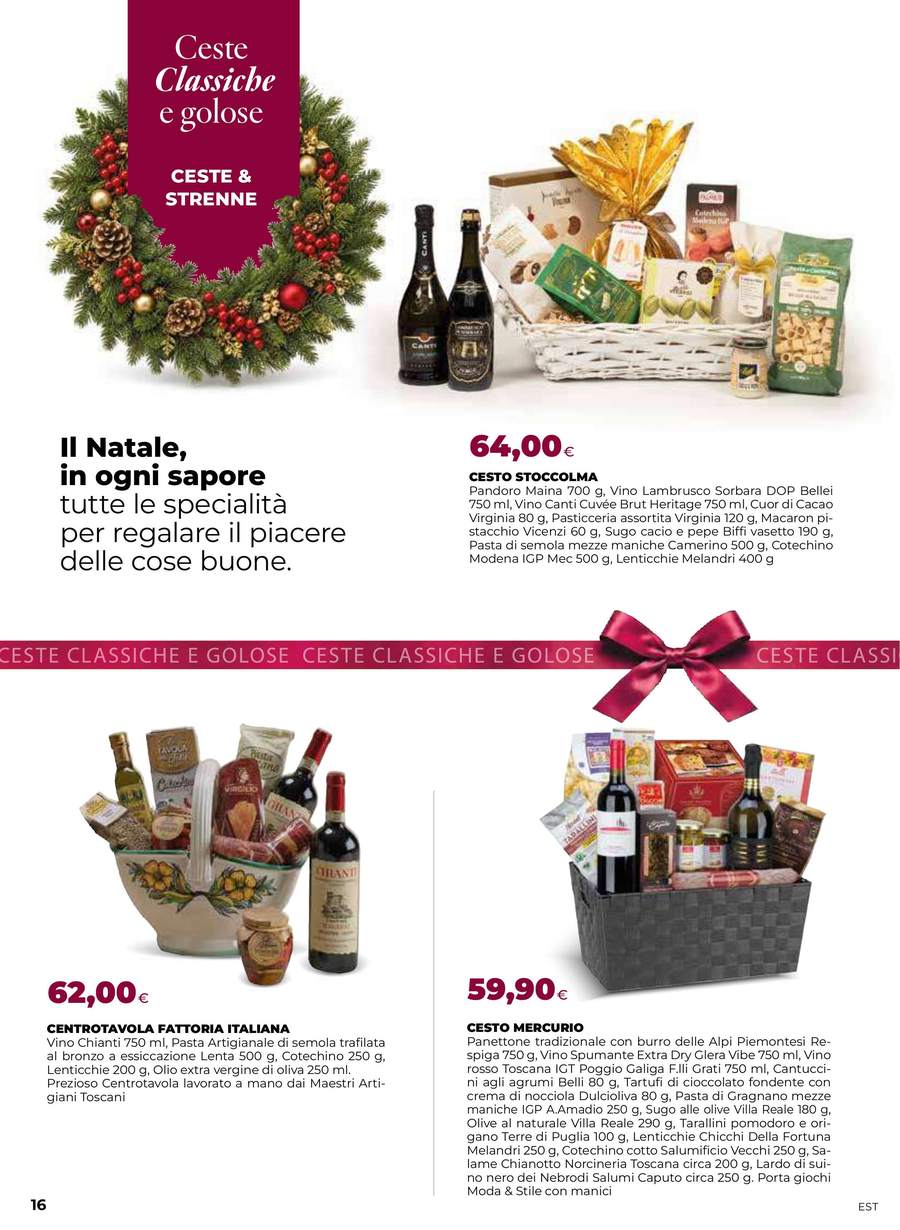 Ceste
Classiche
e golose
CESTE &
STRENNE
CANTI
CANTI
Il Natale,
in ogni sapore
tutte le specialità
per regalare il piacere
delle cose buone.
64,00€
CESTO STOCCOLMA
Pandoro Maina 700 g, Vino Lambrusco Sorbara DOP Bellei
750 ml, Vino Canti Cuvée Brut Heritage 750 ml, Cuor di Cacao
Virginia 80 g, Pasticceria assortita Virginia 120 g, Macaron pi-
stacchio Vicenzi 60 g, Sugo cacio e pepe Biffi vasetto 190 g,
Pasta di semola mezze maniche Camerino 500 g, Cotechino
Modena IGP Mec 500 g, Lenticchie Melandri 400 g
CESTE CLASSICHE E GOLOSE CESTE CLASSICHE E GOLOSE CESTE CLASSI
VIRGILIO
CHIANTI
62,00€
CENTROTAVOLA FATTORIA ITALIANA
Vino Chianti 750 ml, Pasta Artigianale di semola trafilata
al bronzo a essiccazione Lenta 500 g, Cotechino 250 g,
Lenticchie 200 g, Olio extra vergine di oliva 250 ml.
Prezioso Centrotavola lavorato a mano dai Maestri Arti-
giani Toscani
59,90€
CESTO MERCURIO
Panettone tradizionale con burro delle Alpi Piemontesi Re-
spiga 750 g, Vino Spumante Extra Dry Glera Vibe 750 ml, Vino
rosso Toscana IGT Poggio Galiga F.lli Grati 750 ml, Cantucci-
ni agli agrumi Belli 80 g, Tartufi di cioccolato fondente con
crema di nocciola Dulcioliva 80 g, Pasta di Gragnano mezze
maniche IGP A.Amadio 250 g, Sugo alle olive Villa Reale 180 g,
Olive al naturale Villa Reale 290 g, Tarallini pomodoro e ori-
gano Terre di Puglia 100 g, Lenticchie Chicchi Della Fortuna
Melandri 250 g, Cotechino cotto Salumificio Vecchi 250 g, Sa-
lame Chianotto Norcineria Toscana circa 200 g, Lardo di sui-
no nero dei Nebrodi Salumi Caputo circa 250 g. Porta giochi
Moda & Stile con manici
16
EST